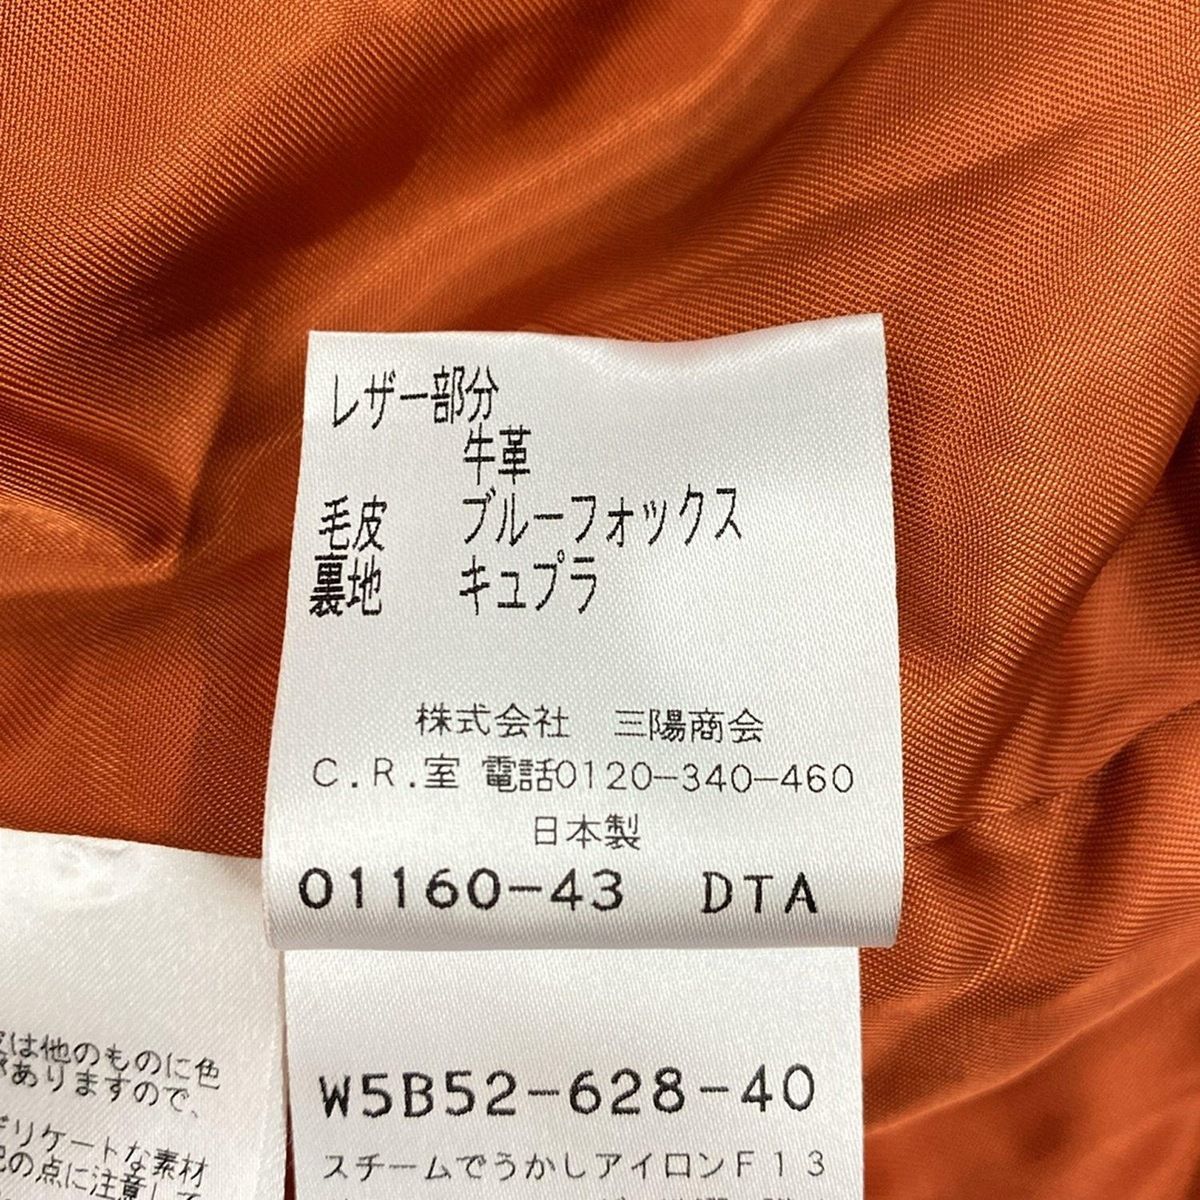 レザー部分
牛革
毛皮 ブルーフォックス
裏地 キュプラ
株式会社 三陽商会
C.R.室 電話0120-340-460
日本製
01160-43 DTA
W5B52-628-40
スチームでうかしアイロンF13
は他のものに色
ありますので、
リケートな素材
の点に注意して